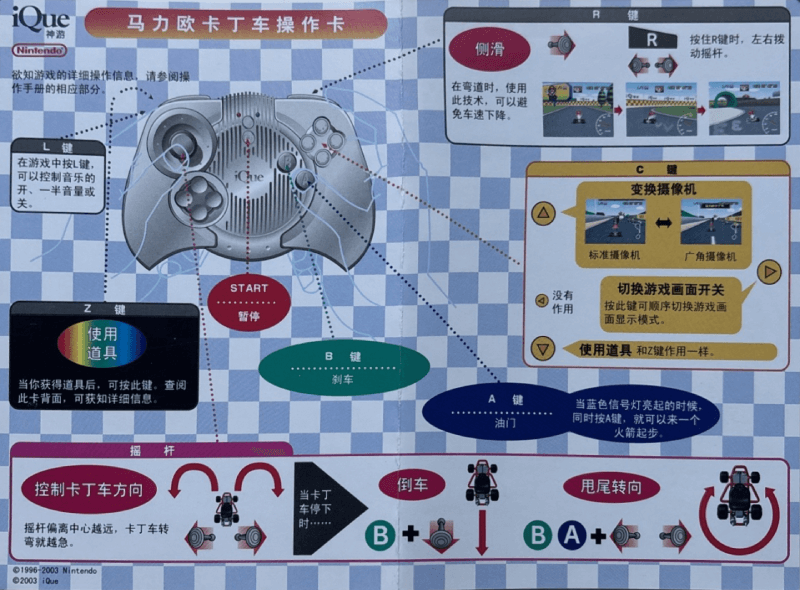 iQue
神游
Nintendo
马力欧卡丁车操作卡
欲知游戏的详细操作信息，请参阅操
作手册的相应部分。
L 键
在游戏中按L键，
可以控制音乐的
开、一半音量或
关。
iQue
R 键
侧滑
R
按住R键时，左右拨
动摇杆。
在弯道时，使用
此技术，可以避
免车速下降。
C 键
变换摄像机
标准摄像机
广角摄像机
没有
作用
切换游戏画面开关
按此键可顺序切换游戏画
面显示模式。
使用道具 和Z键作用一样。
START
暂停
Z 键
使用
道具
当你获得道具后，可按此键。查阅
此卡背面，可获知详细信息。
B 键
刹车
A 键
油门
当蓝色信号灯亮起的时候，
同时按A键，就可以来一个
火箭起步。
摇 杆
控制卡丁车方向
摇杆偏离中心越远，卡丁车转
弯就越急。
当卡丁
车停下
时……
倒车
B +
甩尾转向
B A +
©1996-2003 Nintendo
©2003 iQue